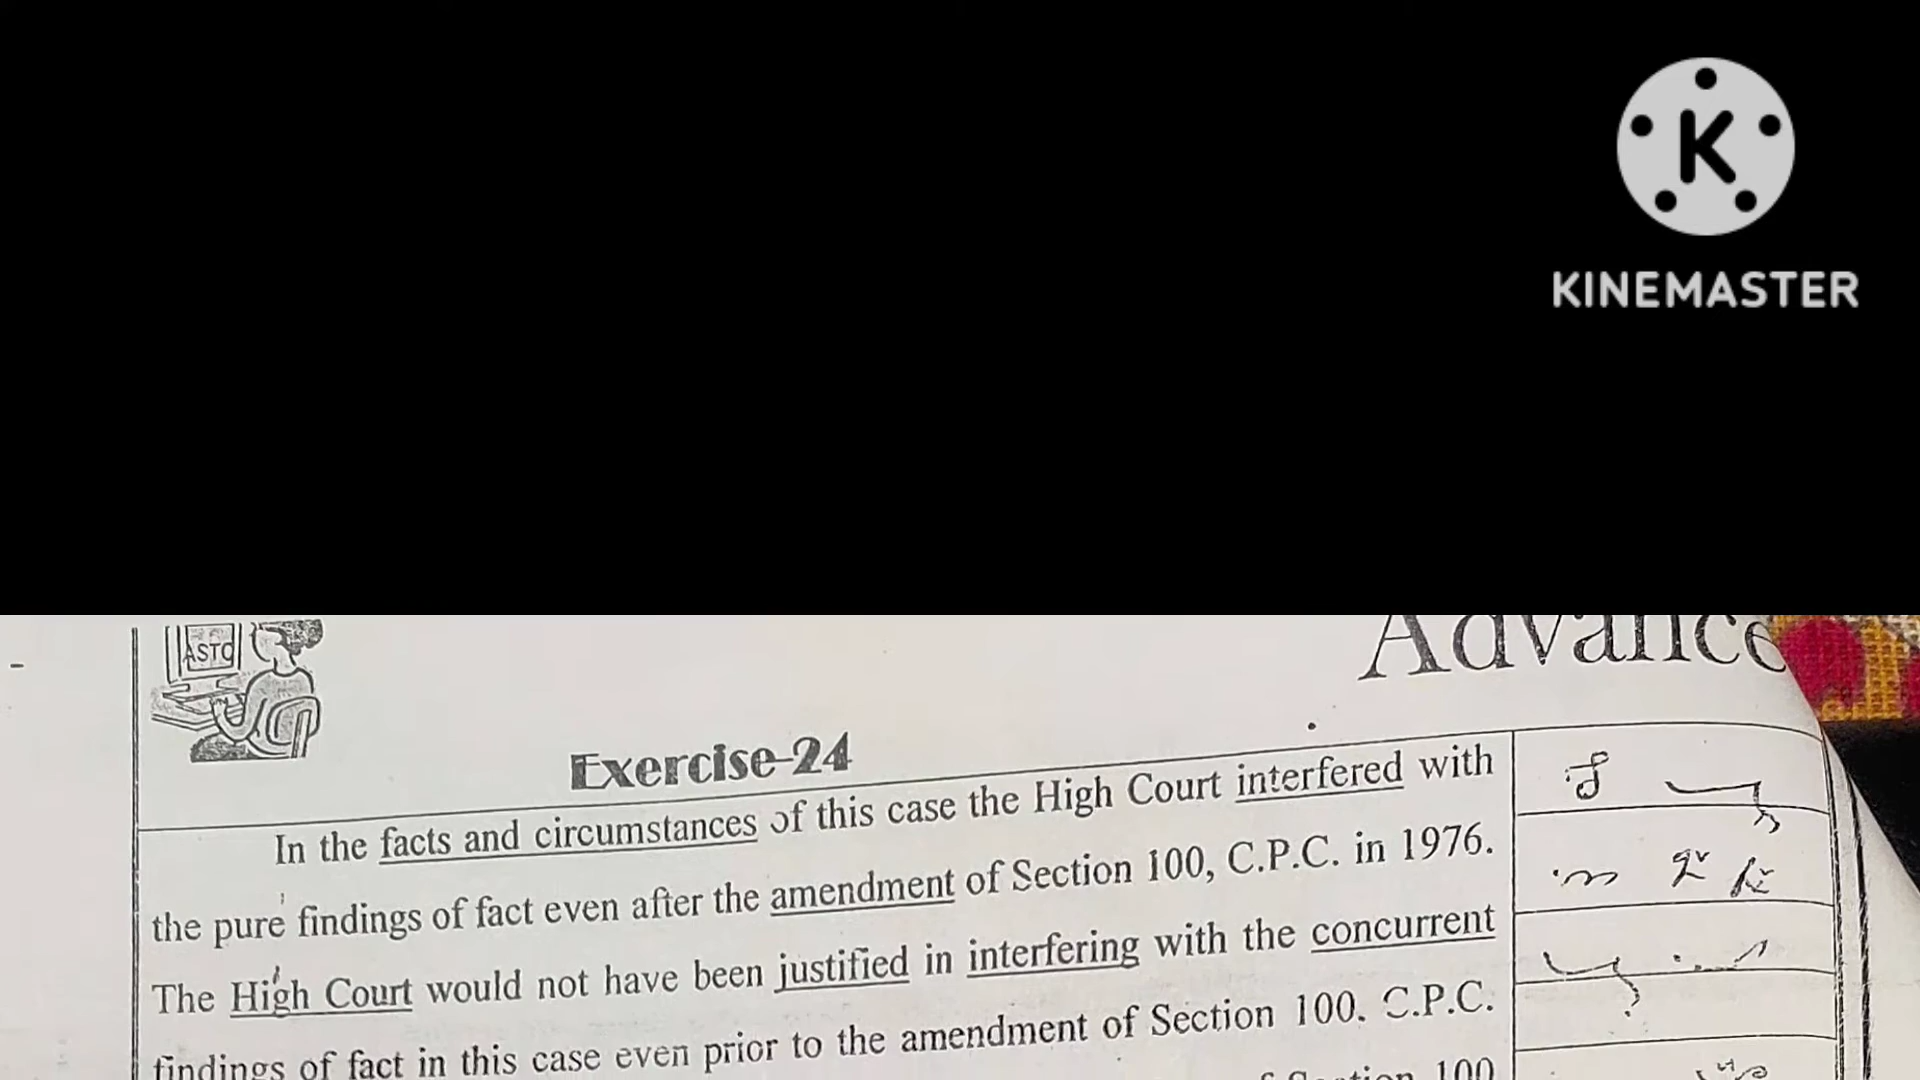 KINEMASTER
ASTC
Advance
Exercise-24
In the facts and circumstances of this case the High Court interfered with
the pure findings of fact even after the amendment of Section 100, C.P.C. in 1976.
The High Court would not have been justified in interfering with the concurrent
findings of fact in this case even prior to the amendment of Section 100. C.P.C.
of Section 100